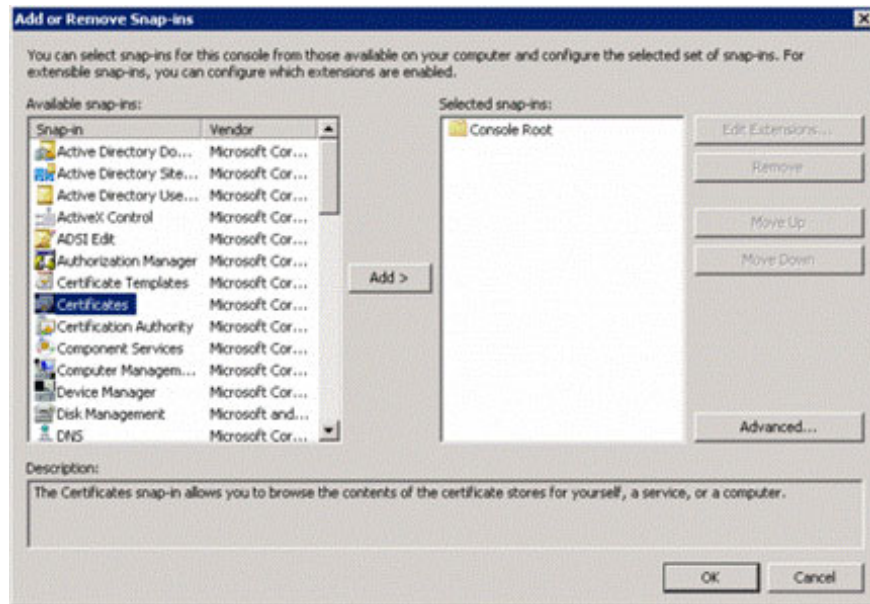 Add or Remove Snap-ins
You can select snap-ins for this console from those available on your computer and configure the selected set of snap-ins. For
extensible snap-ins, you can configure which extensions are enabled.
Available snap-ins:
Snap-in Vendor
Active Directory Do... Microsoft Cor...
Active Directory Site... Microsoft Cor...
Active Directory Use... Microsoft Cor...
ActiveX Control Microsoft Cor...
ADSI Edit Microsoft Cor...
Authorization Manager Microsoft Cor...
Certificate Templates Microsoft Cor...
Certificates Microsoft Cor...
Certification Authority Microsoft Cor...
Component Services Microsoft Cor...
Computer Managem... Microsoft Cor...
Device Manager Microsoft Cor...
Disk Management Microsoft and...
DNS Microsoft Cor...
Add >
Selected snap-ins:
Console Root
Edit Extensions...
Remove
Move Up
Move Down
Advanced...
Description:
The Certificates snap-in allows you to browse the contents of the certificate stores for yourself, a service, or a computer.
OK Cancel